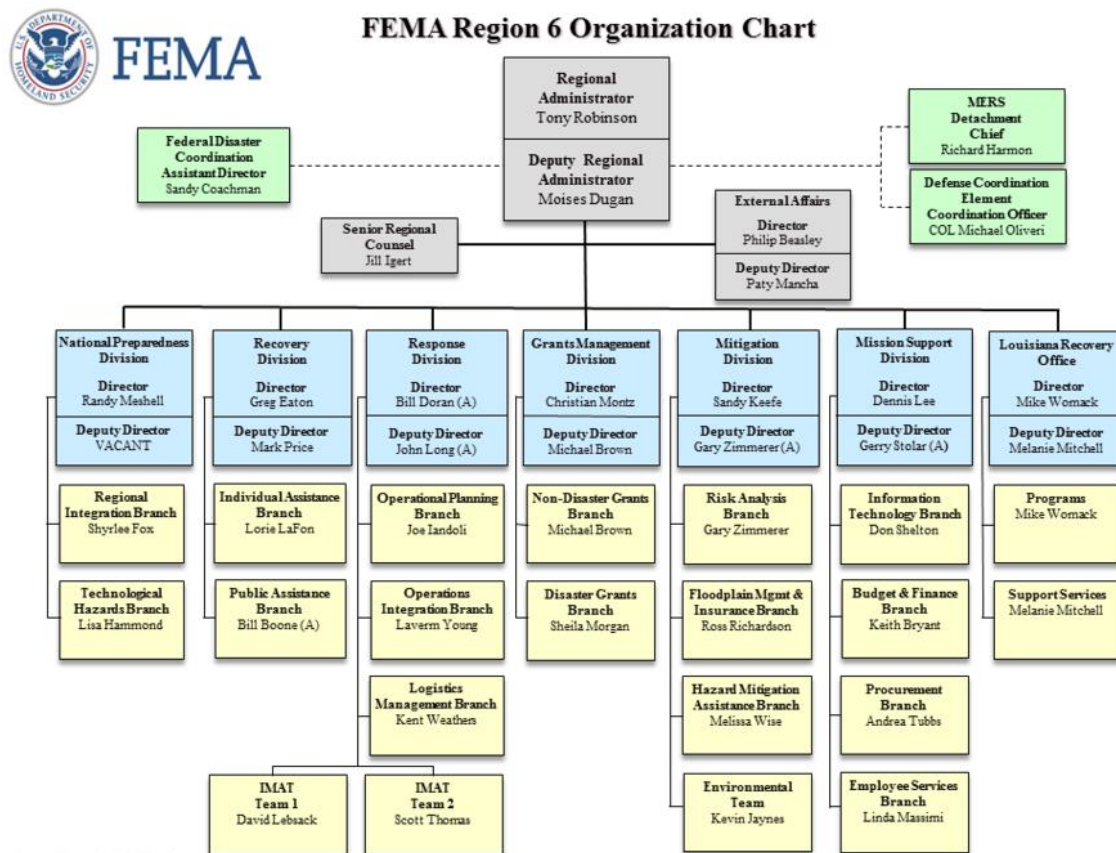 FEMA Region 6 Organization Chart
U.S. DEPARTMENT OF
HOMELAND SECURITY
FEMA
Regional
Administrator
Tony Robinson
Deputy Regional
Administrator
Moises Dugan
Federal Disaster
Coordination
Assistant Director
Sandy Coachman
MERS
Detachment
Chief
Richard Harmon
Defense Coordination
Element
Coordination Officer
COL Michael Oliveri
Senior Regional
Counsel
Jill Igert
External Affairs
Director
Philip Beasley
Deputy Director
Paty Mancha
National Preparedness
Division
Director
Randy Meshell
Deputy Director
VACANT
Regional
Integration Branch
Shyrlee Fox
Technological
Hazards Branch
Lisa Hammond
Recovery
Division
Director
Greg Eaton
Deputy Director
Mark Price
Individual Assistance
Branch
Lorie LaFon
Public Assistance
Branch
Bill Boone (A)
Response
Division
Director
Bill Doran (A)
Deputy Director
John Long (A)
Operational Planning
Branch
Joe Iandoli
Operations
Integration Branch
Laverm Young
Logistics
Management Branch
Kent Weathers
IMAT
Team 1
David Lebsack
IMAT
Team 2
Scott Thomas
Grants Management
Division
Director
Christian Montz
Deputy Director
Michael Brown
Non-Disaster Grants
Branch
Michael Brown
Disaster Grants
Branch
Sheila Morgan
Mitigation
Division
Director
Sandy Keefe
Deputy Director
Gary Zimmerer (A)
Risk Analysis
Branch
Gary Zimmerer
Floodplain Mgmt &
Insurance Branch
Ross Richardson
Hazard Mitigation
Assistance Branch
Melissa Wise
Environmental
Team
Kevin Jaynes
Mission Support
Division
Director
Dennis Lee
Deputy Director
Gerry Stolar (A)
Information
Technology Branch
Don Shelton
Budget & Finance
Branch
Keith Bryant
Procurement
Branch
Andrea Tubbs
Employee Services
Branch
Linda Massimi
Louisiana Recovery
Office
Director
Mike Womack
Deputy Director
Melanie Mitchell
Programs
Mike Womack
Support Services
Melanie Mitchell